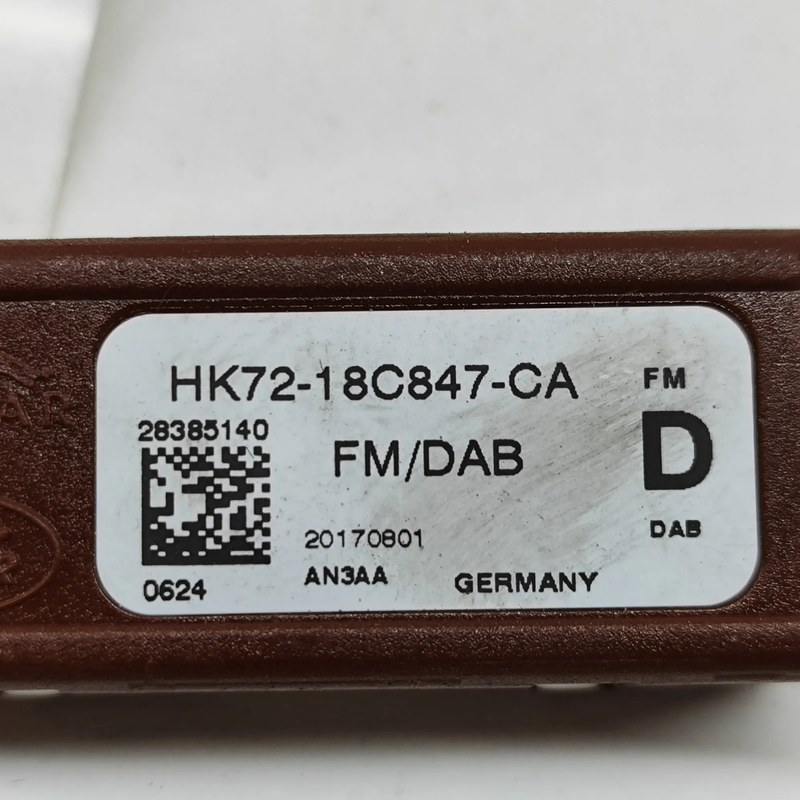 HK72-18C847-CA
FM
28385140
FM/DAB
D
20170801
DAB
0624
AN3AA
GERMANY